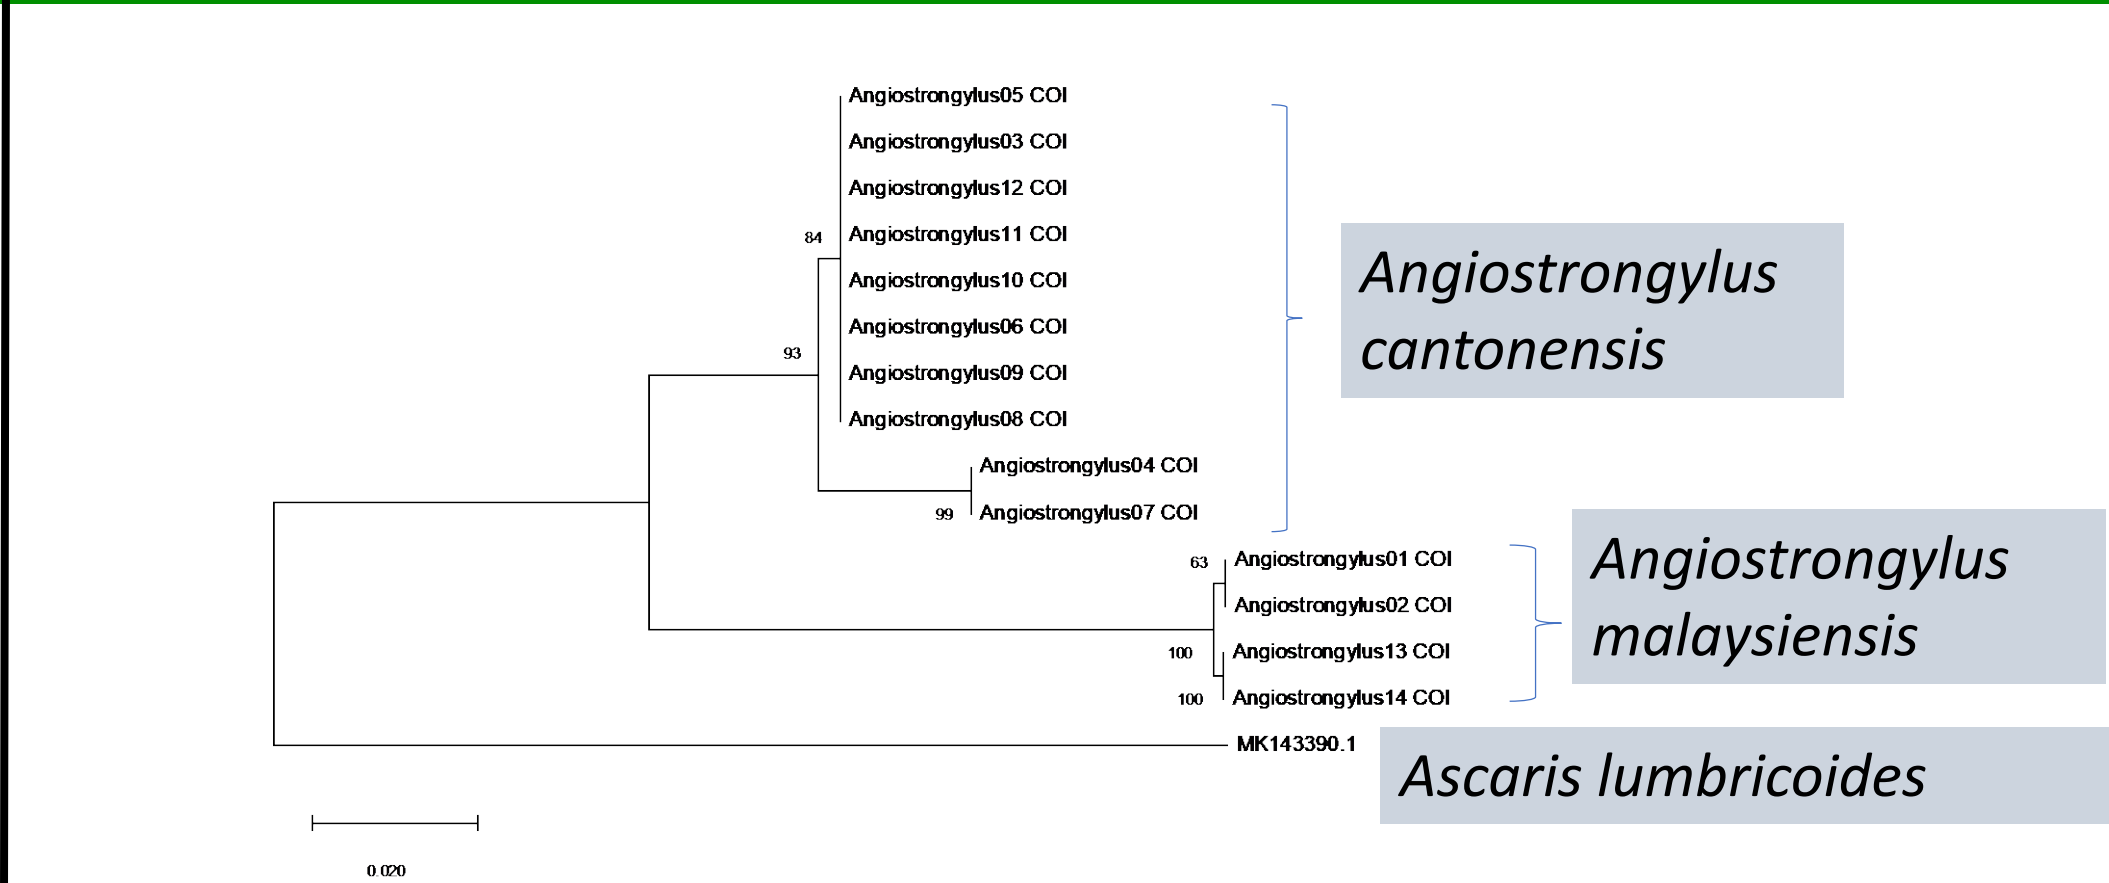 Angiostrongylus05 COI
Angiostrongylus03 COI
Angiostrongylus12 COI
84
Angiostrongylus11 COI
Angiostrongylus10 COI
Angiostrongylus06 COI
93
Angiostrongylus09 COI
Angiostrongylus08 COI
Angiostrongylus04 COI
99
Angiostrongylus07 COI
Angiostrongylus
cantonensis
63
Angiostrongylus01 COI
Angiostrongylus02 COI
100
Angiostrongylus13 COI
100
Angiostrongylus14 COI
Angiostrongylus
malaysiensis
MK143390.1
Ascaris lumbricoides
0.020